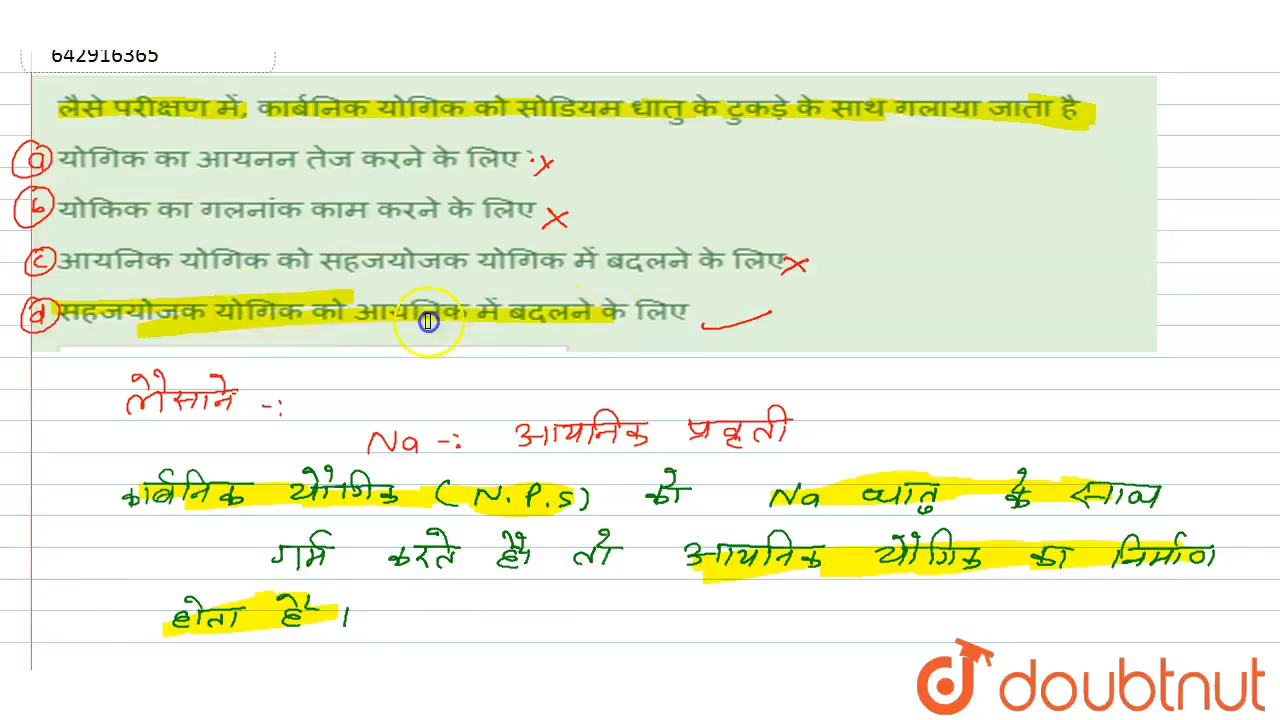 642916365
लैसे परीक्षण में, कार्बनिक योगिक को सोडियम धातु के टुकड़े के साथ गलाया जाता है
a योगिक का आयनन तेज करने के लिए
b योकिक का गलनांक काम करने के लिए
c आयनिक योगिक को सहजयोजक योगिक में बदलने के लिए
d सहजयोजक योगिक को आयनिक में बदलने के लिए
लैसाने -:
Na -: आयनिक प्रकृती
कार्बनिक यौगिक ( N.P.S) को Na धातु के साथ
गर्म करते हैं तो आयनिक यौगिक का निर्माण
होता है ।
doubtnut